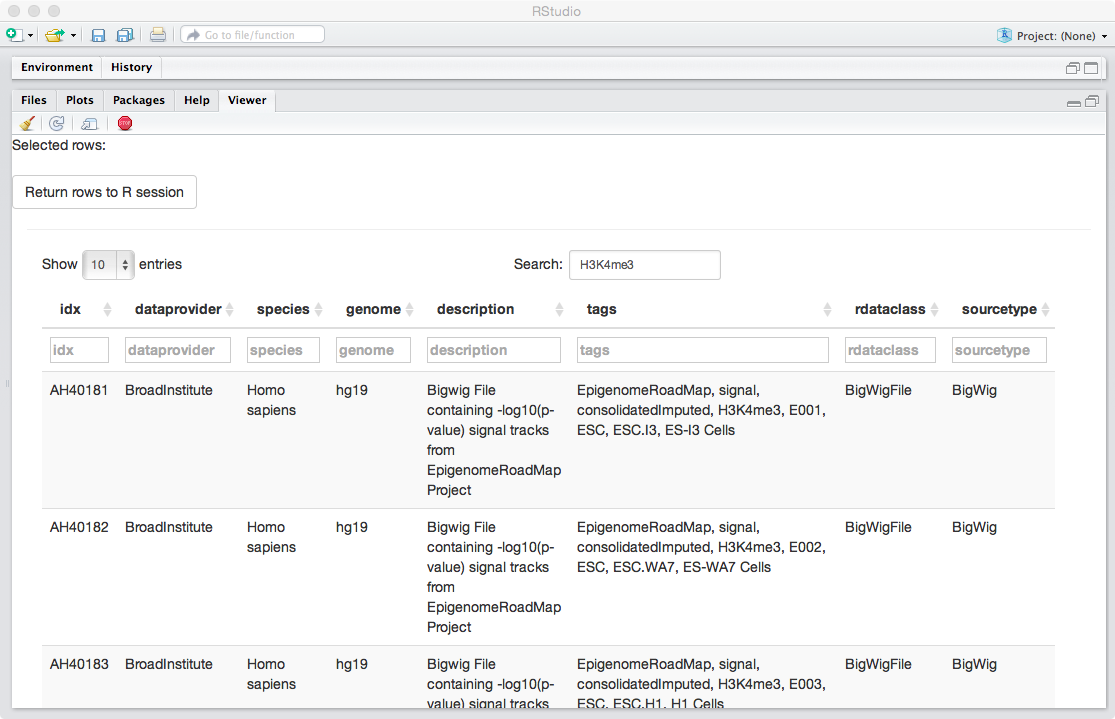 RStudio
Go to file/function
Project: (None)
Environment History
Files Plots Packages Help Viewer
STOP
Selected rows:
Return rows to R session
Show 10 entries Search: H3K4me3
idx dataprovider species genome description tags rdataclass sourcetype
idx dataprovider species genome description tags rdataclass sourcetype
AH40181 BroadInstitute Homo hg19 Bigwig File EpigenomeRoadMap, signal, BigWigFile BigWig
sapiens containing -log10(p- consolidatedImputed, H3K4me3, E001,
value) signal tracks ESC, ESC.I3, ES-I3 Cells
from
EpigenomeRoadMap
Project
AH40182 BroadInstitute Homo hg19 Bigwig File EpigenomeRoadMap, signal, BigWigFile BigWig
sapiens containing -log10(p- consolidatedImputed, H3K4me3, E002,
value) signal tracks ESC, ESC.WA7, ES-WA7 Cells
from
EpigenomeRoadMap
Project
AH40183 BroadInstitute Homo hg19 Bigwig File EpigenomeRoadMap, signal, BigWigFile BigWig
sapiens containing -log10(p- consolidatedImputed, H3K4me3, E003,
value) signal tracks ESC, ESC.H1, H1 Cells